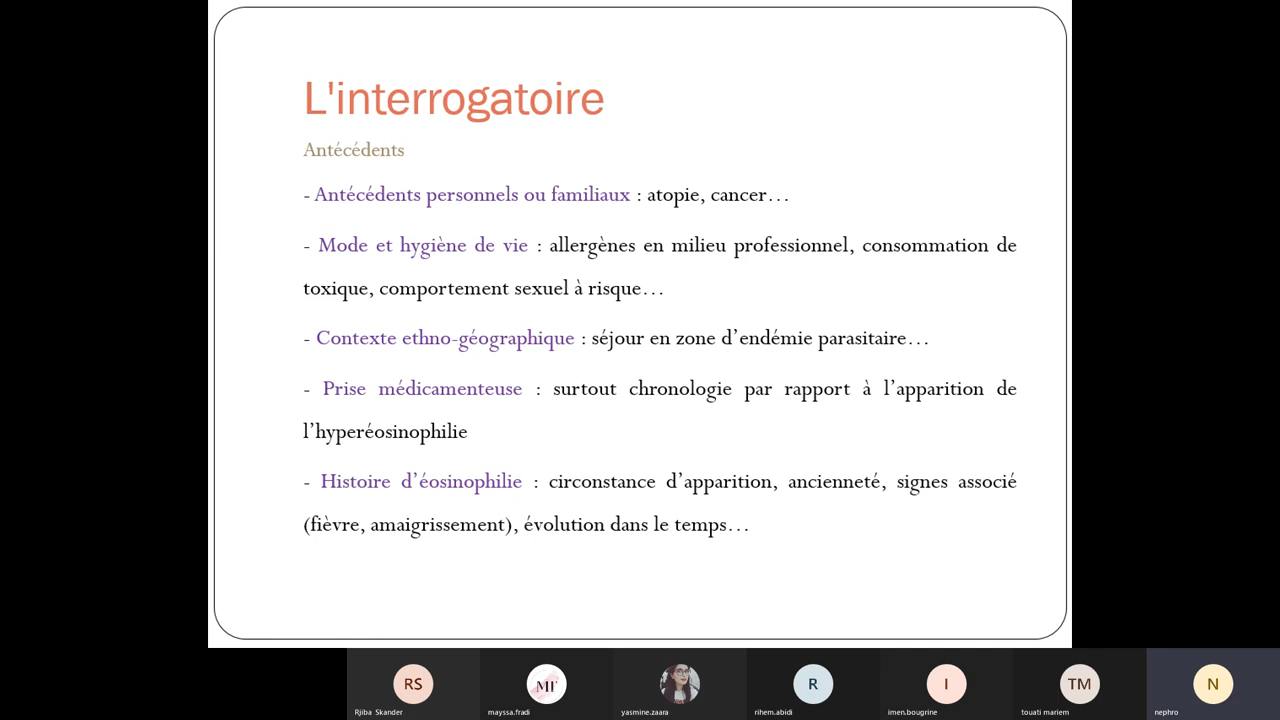 L'interrogatoire
Antécédents
- Antécédents personnels ou familiaux : atopie, cancer…
- Mode et hygiène de vie : allergènes en milieu professionnel, consommation de
toxique, comportement sexuel à risque…
- Contexte ethno-géographique : séjour en zone d’endémie parasitaire…
- Prise médicamenteuse : surtout chronologie par rapport à l’apparition de
l’hyperéosinophilie
- Histoire d’éosinophilie : circonstance d’apparition, ancienneté, signes associé
(fièvre, amaigrissement), évolution dans le temps…
RS MF R I TM N
Rjiba Skander mayssa.fradi yasmine.zaara rihem.abidi imen.bougrine touati mariem nephro